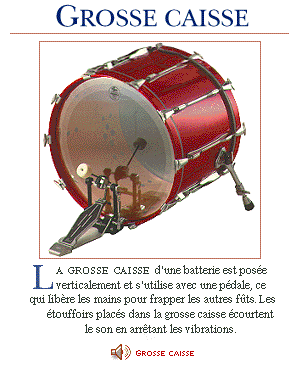 GROSSE CAISSE
LA GROSSE CAISSE d'une batterie est posée
verticalement et s'utilise avec une pédale, ce
qui libère les mains pour frapper les autres fûts. Les
étouffoirs placés dans la grosse caisse écourtent
le son en arrêtant les vibrations.
GROSSE CAISSE